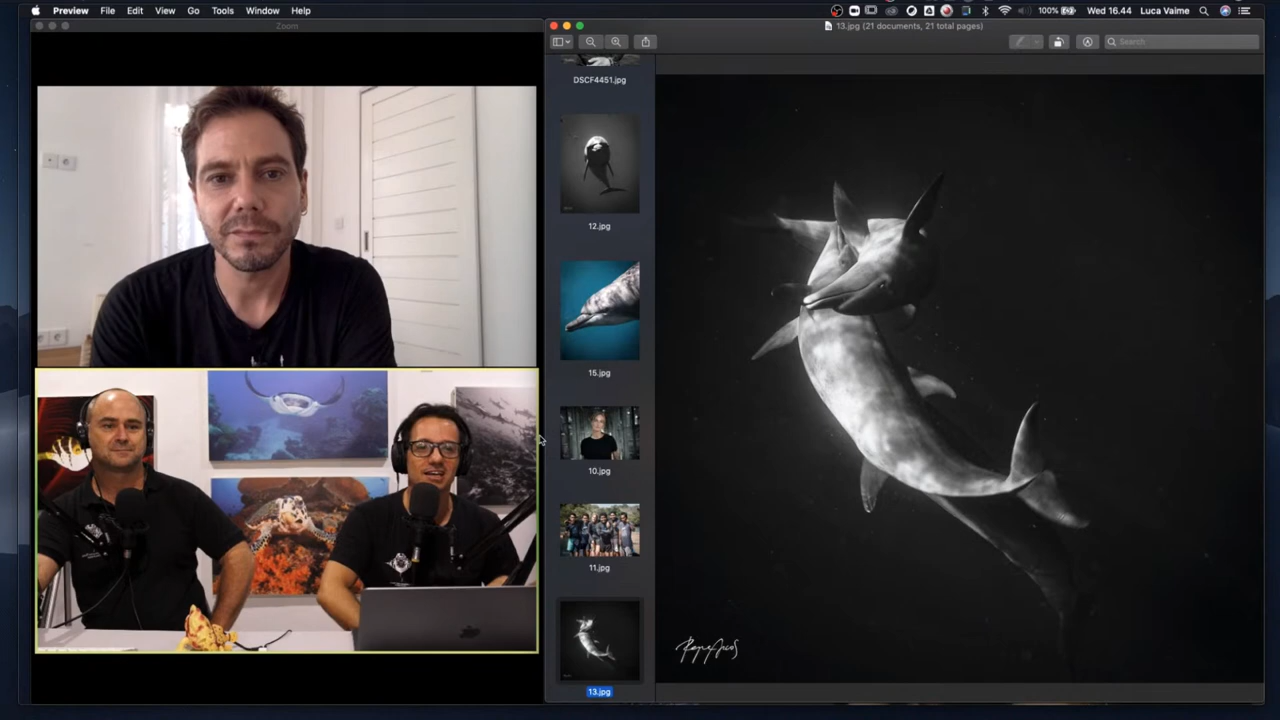 Preview File Edit View Go Tools Window Help
100% Wed 16.44 Luca Vaime
Zoom
13.jpg (21 documents, 21 total pages)
Search
DSCF4451.jpg
12.jpg
15.jpg
10.jpg
11.jpg
13.jpg